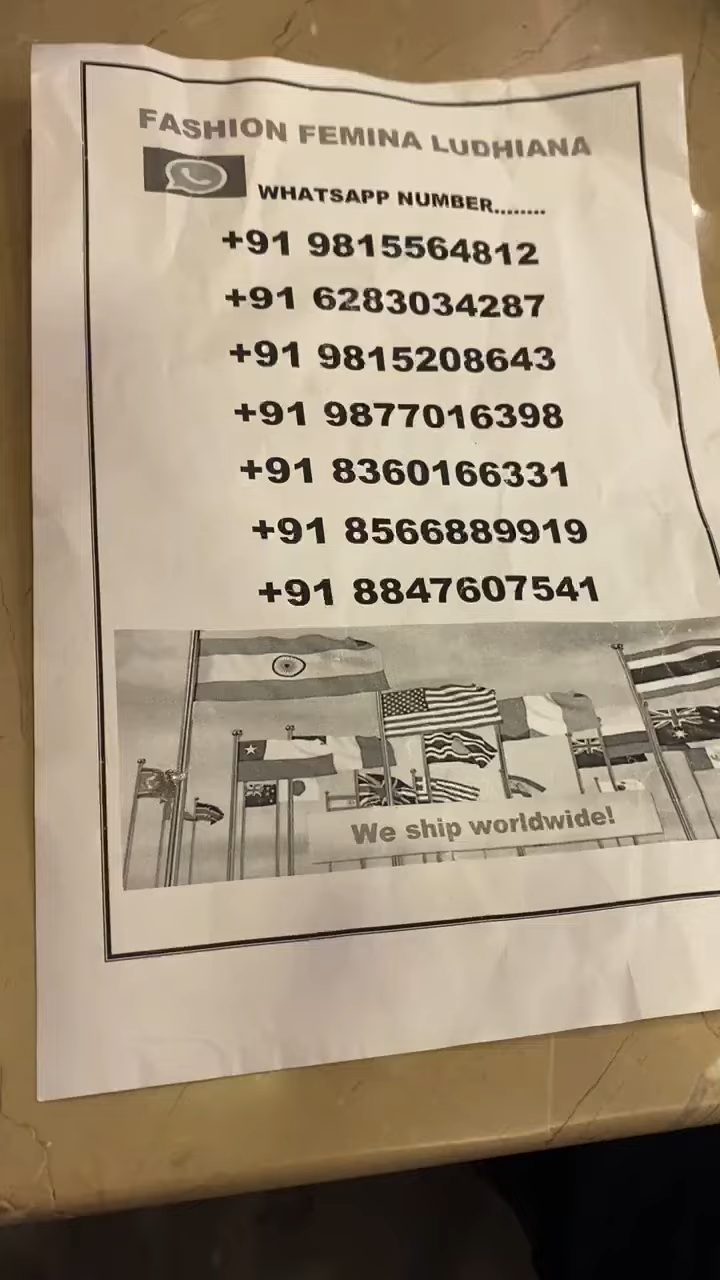 FASHION FEMINA LUDHIANA
WHATSAPP NUMBER........
+91 9815564812
+91 6283034287
+91 9815208643
+91 9877016398
+91 8360166331
+91 8566889919
+91 8847607541
We ship worldwide!